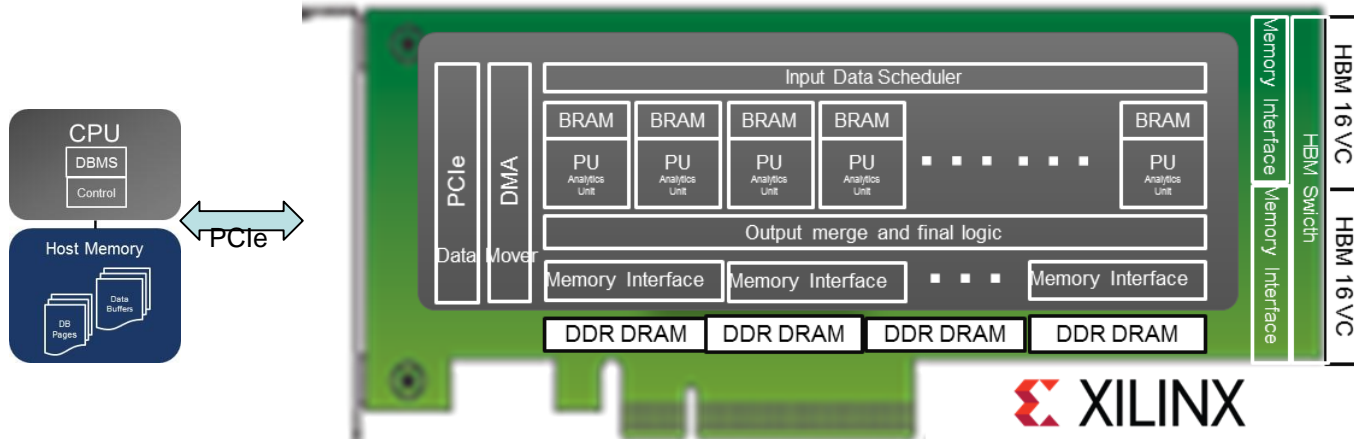 CPU
DBMS
Control
Host Memory
Data
Buffers
DB
Pages
PCIe
PCIe
Data
DMA
Mover
Input Data Scheduler
BRAM
BRAM
BRAM
BRAM
BRAM
PU
Analytics
Unit
PU
Analytics
Unit
PU
Analytics
Unit
PU
Analytics
Unit
PU
Analytics
Unit
Output merge and final logic
Memory Interface
Memory Interface
Memory Interface
DDR DRAM
DDR DRAM
DDR DRAM
DDR DRAM
Memory Interface
Memory Interface
HBM Swicth
HBM 16 VC
HBM 16 VC
XILINX